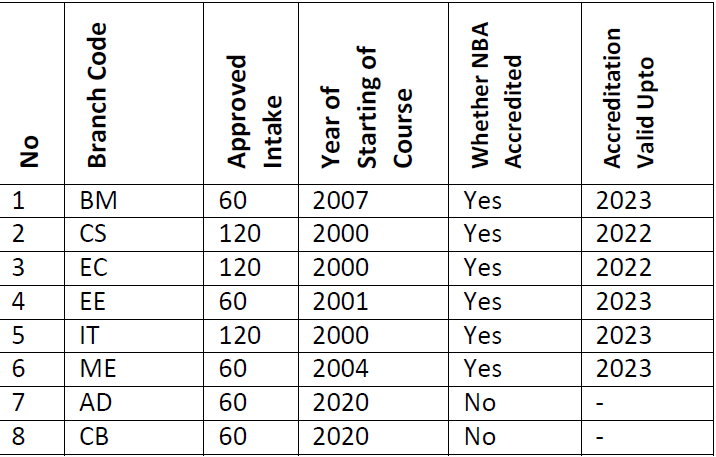 No Branch Code Approved Intake Year of Starting of Course Whether NBA Accredited Accreditation Valid Upto
1 BM 60 2007 Yes 2023
2 CS 120 2000 Yes 2022
3 EC 120 2000 Yes 2022
4 EE 60 2001 Yes 2023
5 IT 120 2000 Yes 2023
6 ME 60 2004 Yes 2023
7 AD 60 2020 No -
8 CB 60 2020 No -